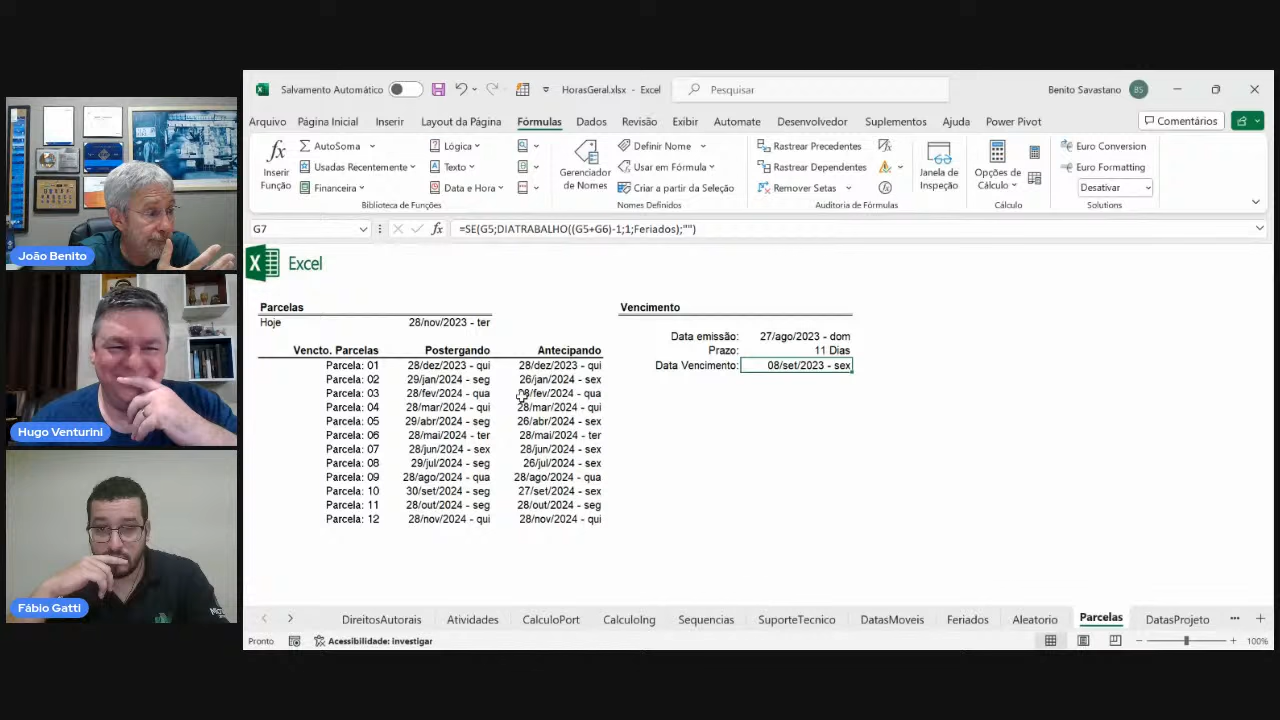 João Benito
Hugo Venturini
Fábio Gatti
Salvamento Automático
HorasGeral.xlsx - Excel
Pesquisar
Benito Savastano
BS
Arquivo Página Inicial Inserir Layout da Página Fórmulas Dados Revisão Exibir Automate Desenvolvedor Suplementos Ajuda Power Pivot
Comentários
fx
Inserir
Função
AutoSoma
Usadas Recentemente
Financeira
Lógica
Texto
Data e Hora
Biblioteca de Funções
Gerenciador
de Nomes
Definir Nome
Usar em Fórmula
Criar a partir da Seleção
Nomes Definidos
Rastrear Precedentes
Rastrear Dependentes
Remover Setas
Auditoria de Fórmulas
Janela de
Inspeção
Opções de
Cálculo
Cálculo
Euro Conversion
Euro Formatting
Desativar
Solutions
G7
fx
=SE(G5;DIATRABALHO((G5+G6)-1;1;Feriados);"")
Excel
Parcelas
Hoje 28/nov/2023 - ter
Vencto. Parcelas Postergando Antecipando
Parcela: 01 28/dez/2023 - qui 28/dez/2023 - qui
Parcela: 02 29/jan/2024 - seg 26/jan/2024 - sex
Parcela: 03 28/fev/2024 - qua 28/fev/2024 - qua
Parcela: 04 28/mar/2024 - qui 28/mar/2024 - qui
Parcela: 05 29/abr/2024 - seg 26/abr/2024 - sex
Parcela: 06 28/mai/2024 - ter 28/mai/2024 - ter
Parcela: 07 28/jun/2024 - sex 28/jun/2024 - sex
Parcela: 08 29/jul/2024 - seg 26/jul/2024 - sex
Parcela: 09 28/ago/2024 - qua 28/ago/2024 - qua
Parcela: 10 30/set/2024 - seg 27/set/2024 - sex
Parcela: 11 28/out/2024 - seg 28/out/2024 - seg
Parcela: 12 28/nov/2024 - qui 28/nov/2024 - qui
Vencimento
Data emissão: 27/ago/2023 - dom
Prazo: 11 Dias
Data Vencimento: 08/set/2023 - sex
DireitosAutorais Atividades CalculoPort CalculoIng Sequencias SuporteTecnico DatasMoveis Feriados Aleatorio Parcelas DatasProjeto
Pronto
Acessibilidade: investigar
100%